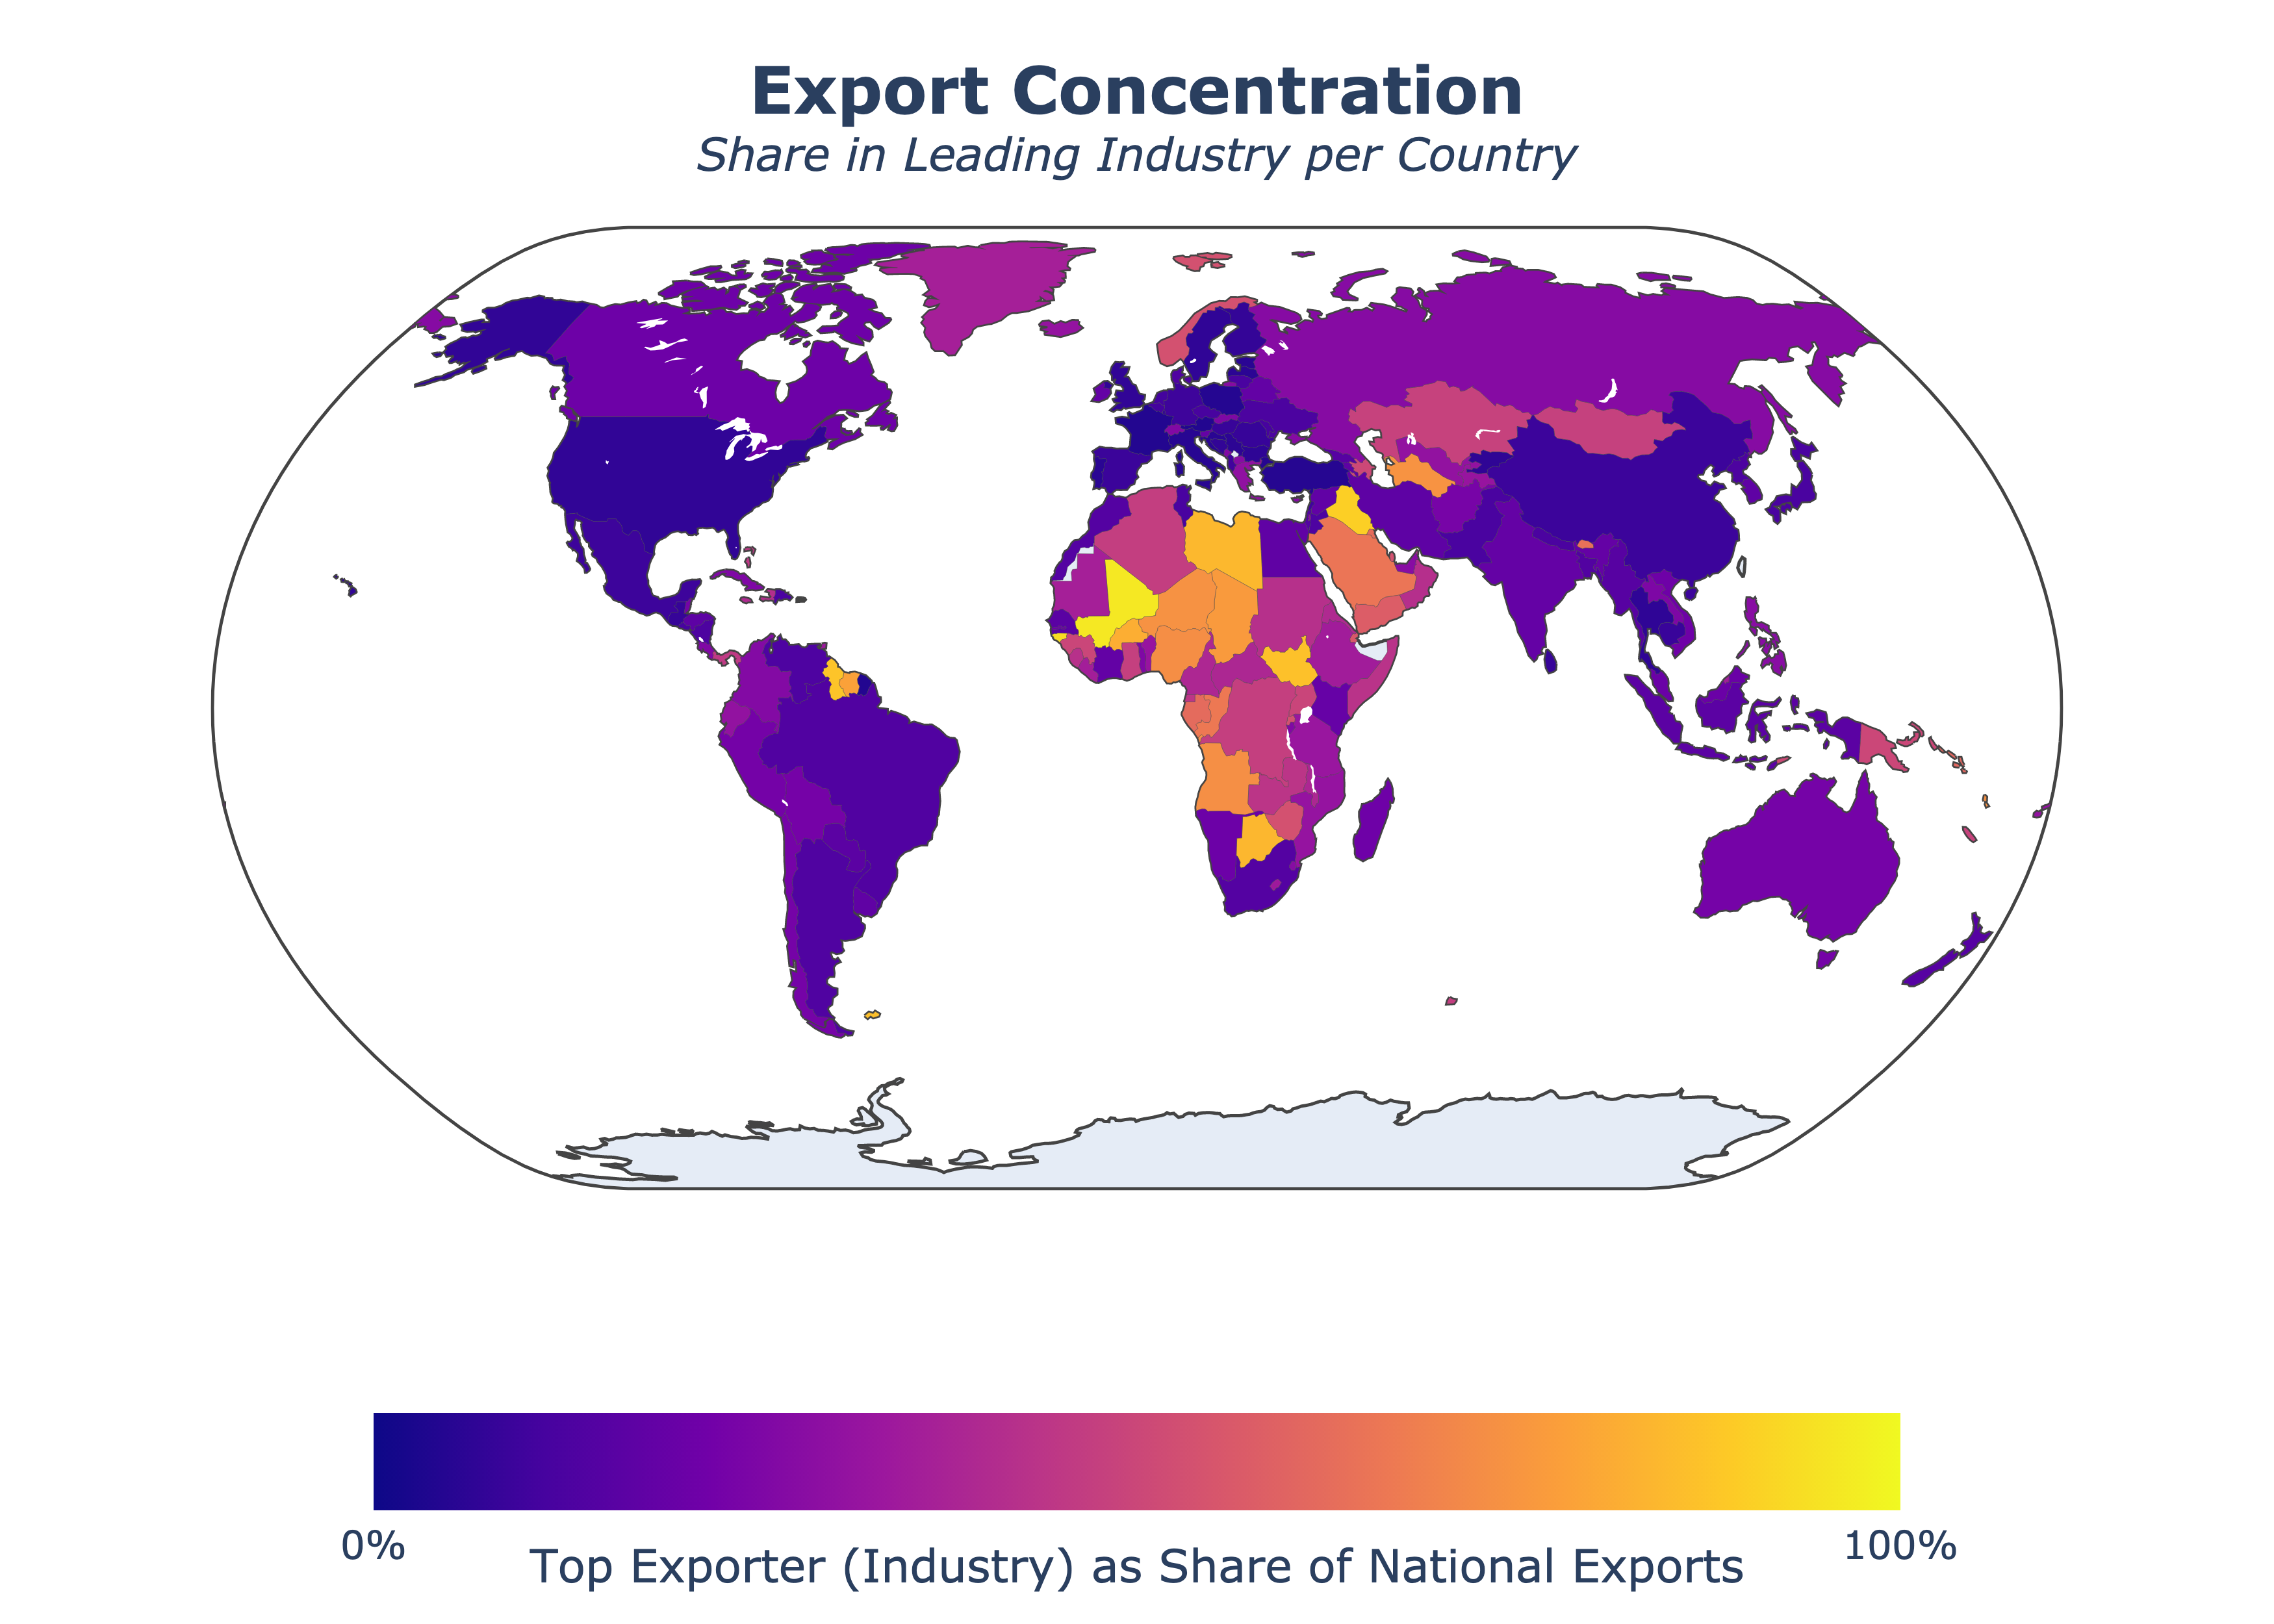 Export Concentration
Share in Leading Industry per Country
0%
100%
Top Exporter (Industry) as Share of National Exports